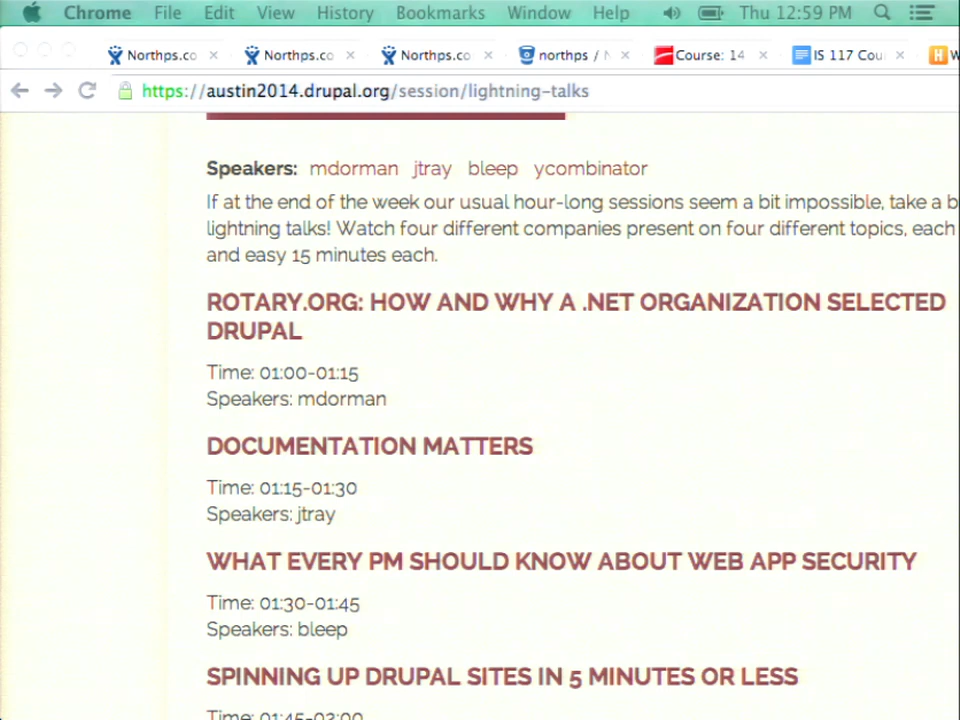 Chrome File Edit View History Bookmarks Window Help Thu 12:59 PM
Northps.co Northps.co Northps.co northps / Course: 14 IS 117 Cou
https://austin2014.drupal.org/session/lightning-talks
Speakers: mdorman jtray bleep ycombinator
If at the end of the week our usual hour-long sessions seem a bit impossible, take a b
lightning talks! Watch four different companies present on four different topics, each
and easy 15 minutes each.
ROTARY.ORG: HOW AND WHY A .NET ORGANIZATION SELECTED
DRUPAL
Time: 01:00-01:15
Speakers: mdorman
DOCUMENTATION MATTERS
Time: 01:15-01:30
Speakers: jtray
WHAT EVERY PM SHOULD KNOW ABOUT WEB APP SECURITY
Time: 01:30-01:45
Speakers: bleep
SPINNING UP DRUPAL SITES IN 5 MINUTES OR LESS
Time: 01:45-02:00